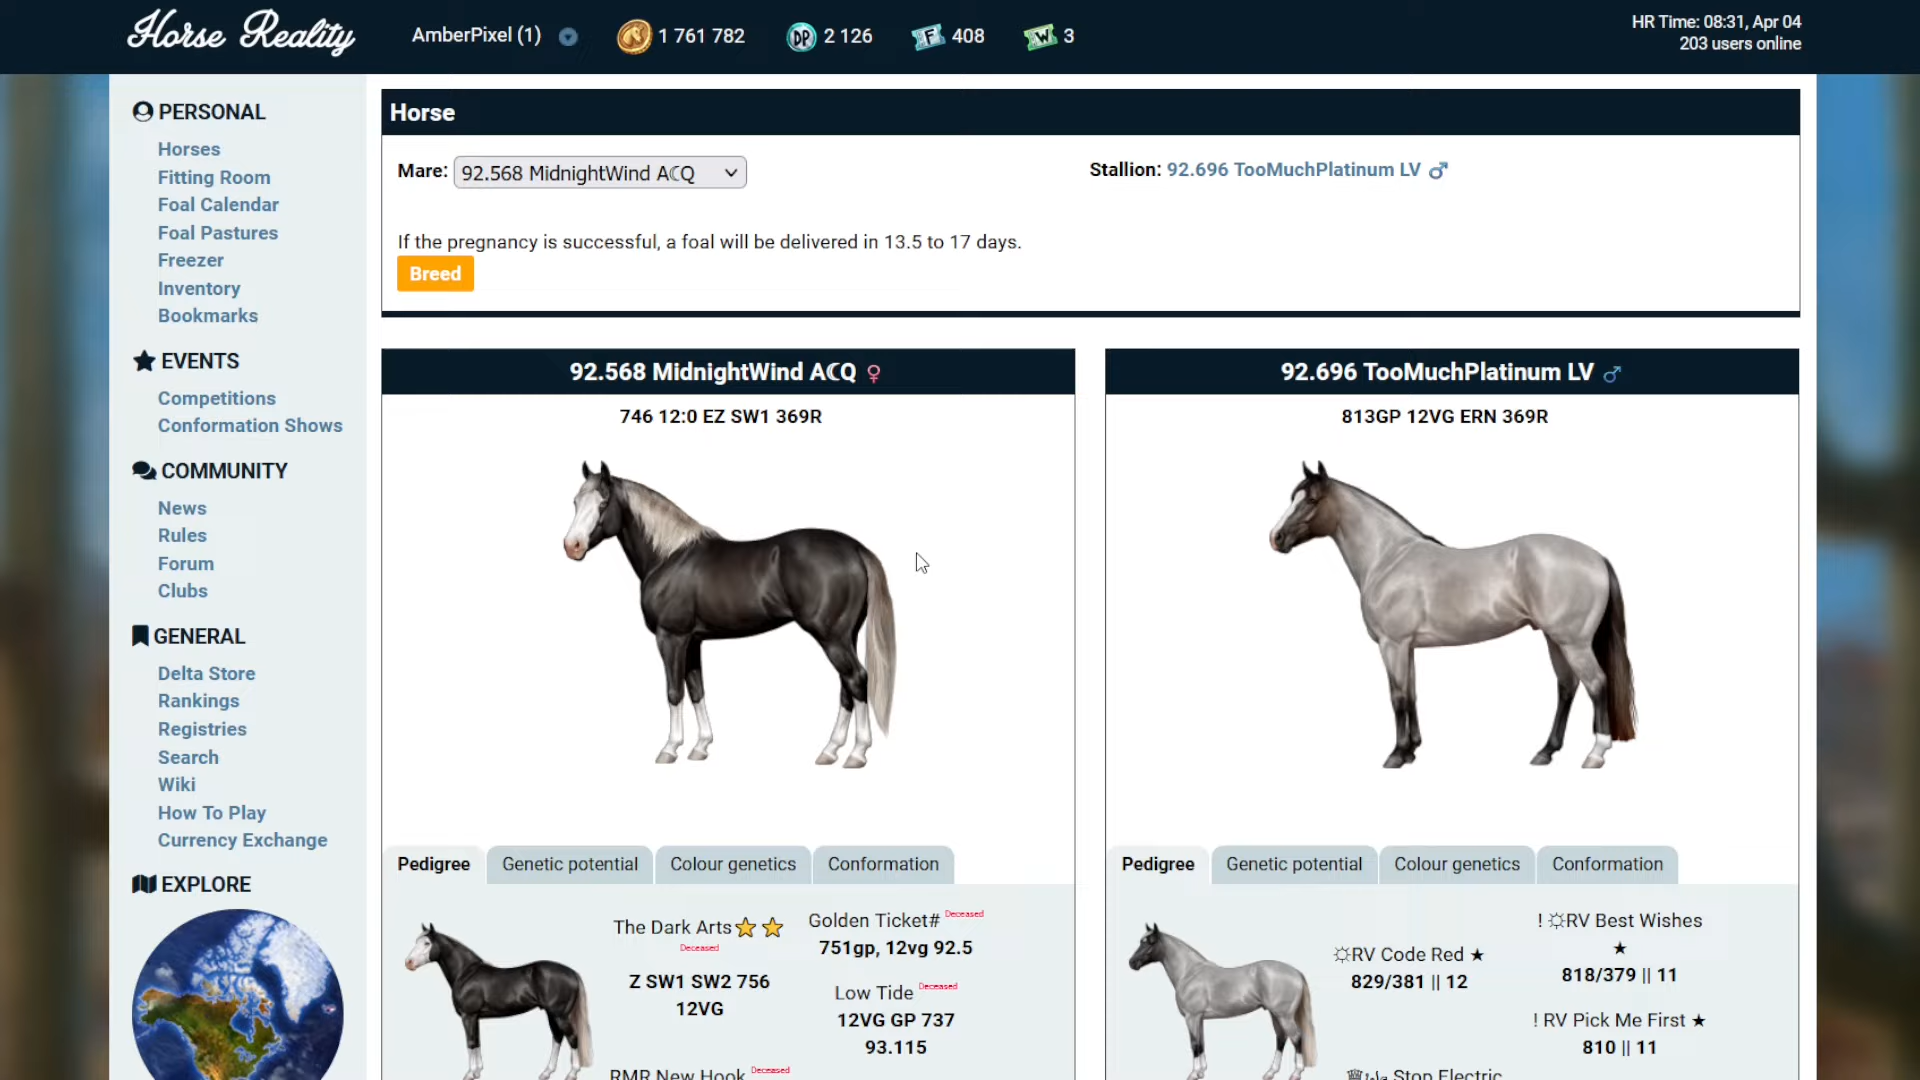 Horse Reality
AmberPixel (1)
1 761 782
DP 2 126
F 408
W 3
HR Time: 08:31, Apr 04
203 users online
PERSONAL
Horses
Fitting Room
Foal Calendar
Foal Pastures
Freezer
Inventory
Bookmarks
EVENTS
Competitions
Conformation Shows
COMMUNITY
News
Rules
Forum
Clubs
GENERAL
Delta Store
Rankings
Registries
Search
Wiki
How To Play
Currency Exchange
EXPLORE
Horse
Mare: 92.568 MidnightWind A☾Q
Stallion: 92.696 TooMuchPlatinum LV ♂
If the pregnancy is successful, a foal will be delivered in 13.5 to 17 days.
Breed
92.568 MidnightWind A☾Q ♀
746 12:0 EZ SW1 369R
Pedigree Genetic potential Colour genetics Conformation
The Dark Arts⭐⭐
Deceased
Z SW1 SW2 756
12VG
Golden Ticket# Deceased
751gp, 12vg 92.5
Low Tide Deceased
12VG GP 737
93.115
RMR New Hook Deceased
92.696 TooMuchPlatinum LV ♂
813GP 12VG ERN 369R
Pedigree Genetic potential Colour genetics Conformation
☼RV Code Red ★
829/381 || 12
! ☼RV Best Wishes
★
818/379 || 11
! RV Pick Me First ★
810 || 11
Stop Electric